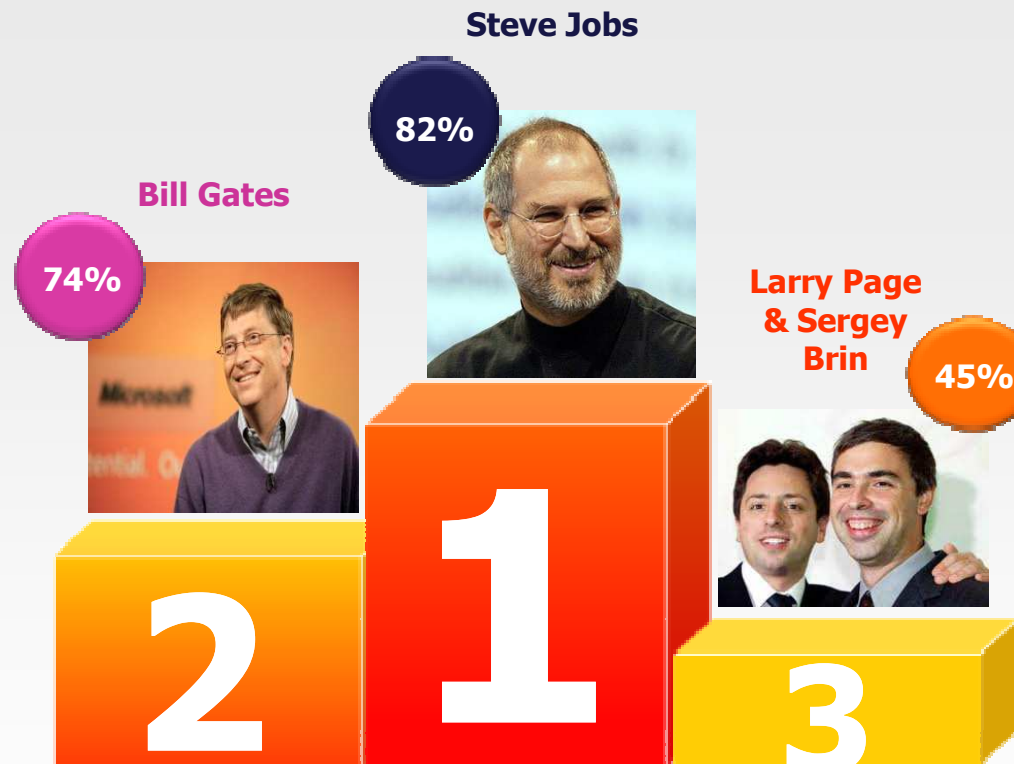 Steve Jobs
82%
Bill Gates
74%
Larry Page
& Sergey
Brin
45%
Microsoft
1
2
3